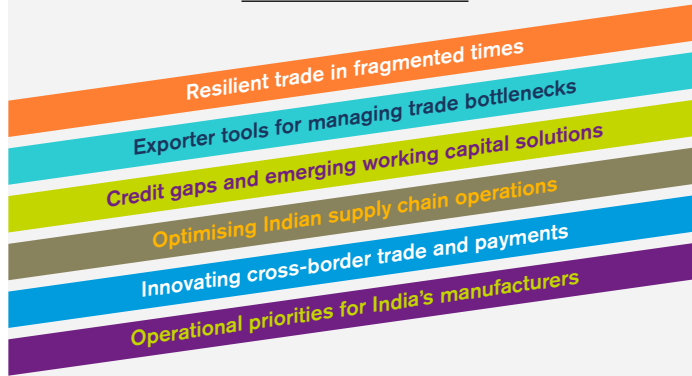 Resilient trade in fragmented times
Exporter tools for managing trade bottlenecks
Credit gaps and emerging working capital solutions
Optimising Indian supply chain operations
Innovating cross-border trade and payments
Operational priorities for India's manufacturers